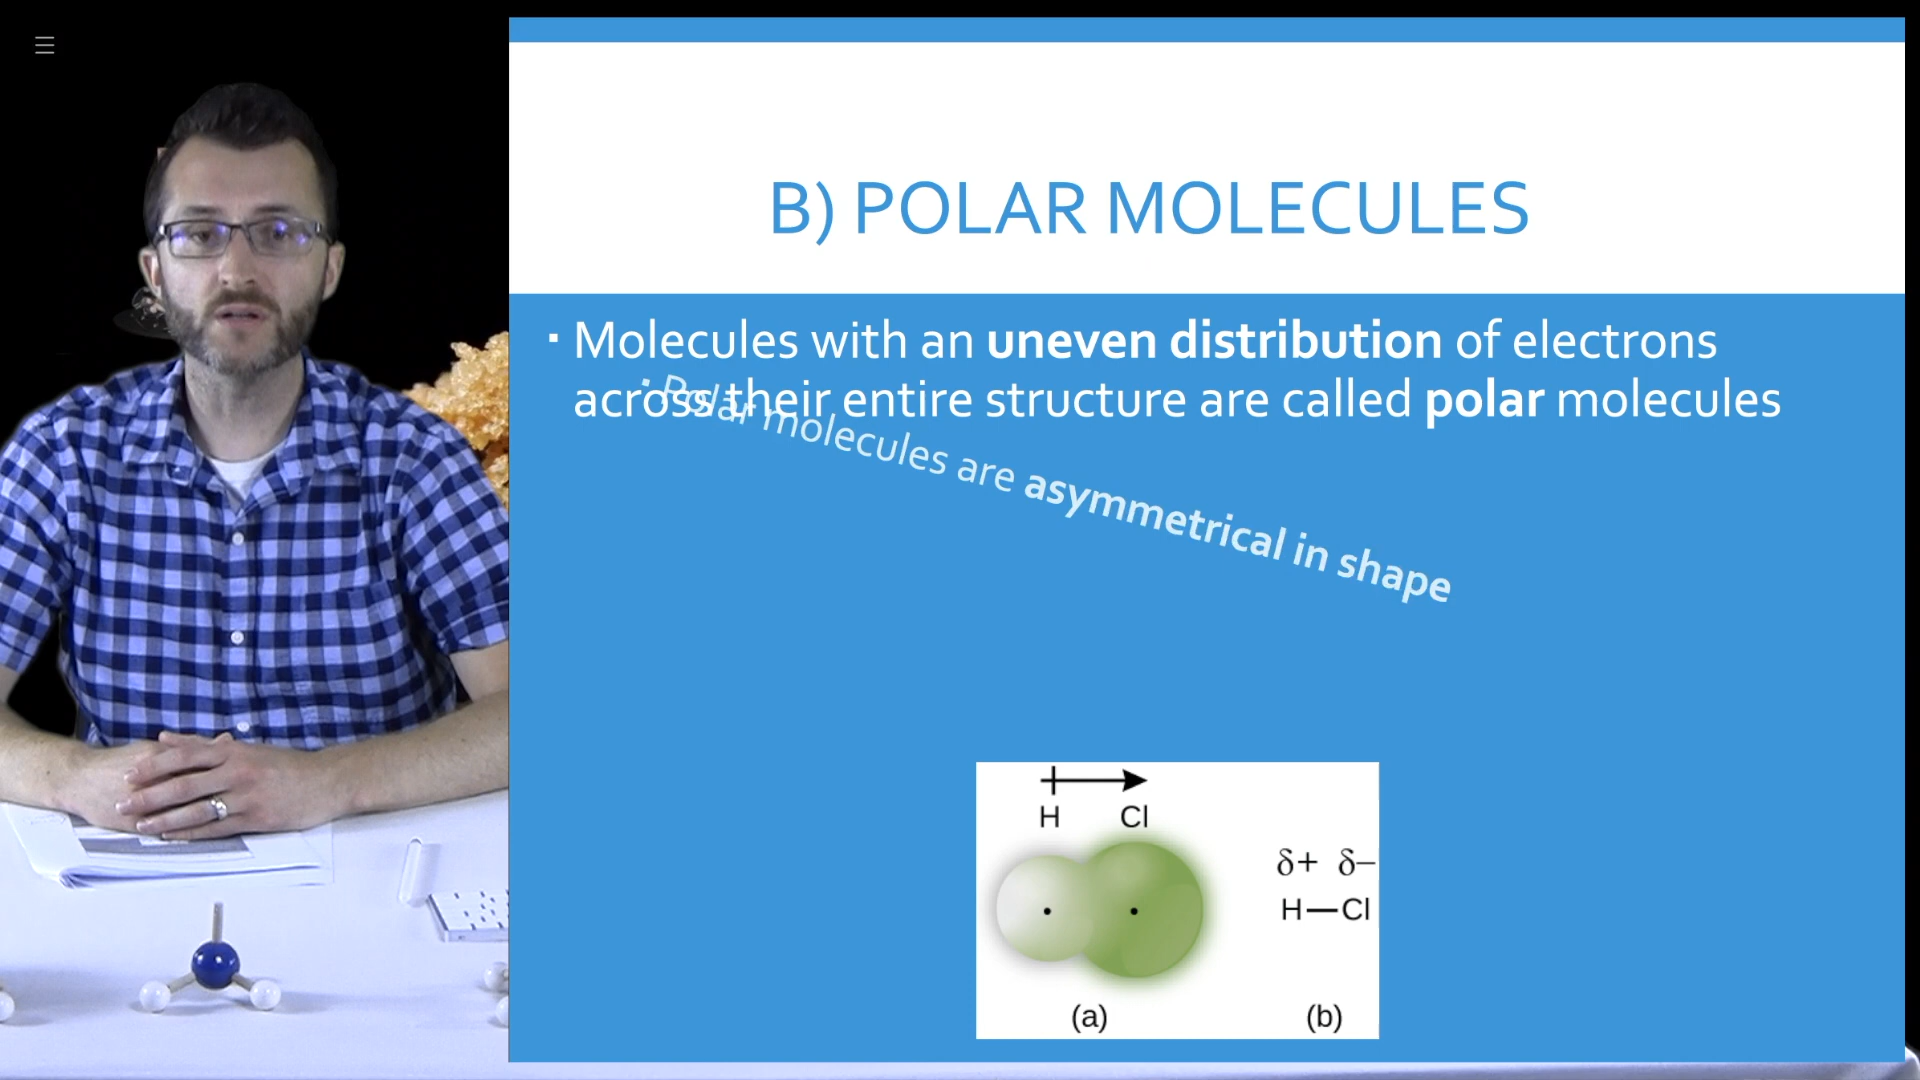 B) POLAR MOLECULES
▪ Molecules with an uneven distribution of electrons
across their entire structure are called polar molecules
▪ Polar molecules are asymmetrical in shape
H Cl
δ+ δ–
H—Cl
(a) (b)